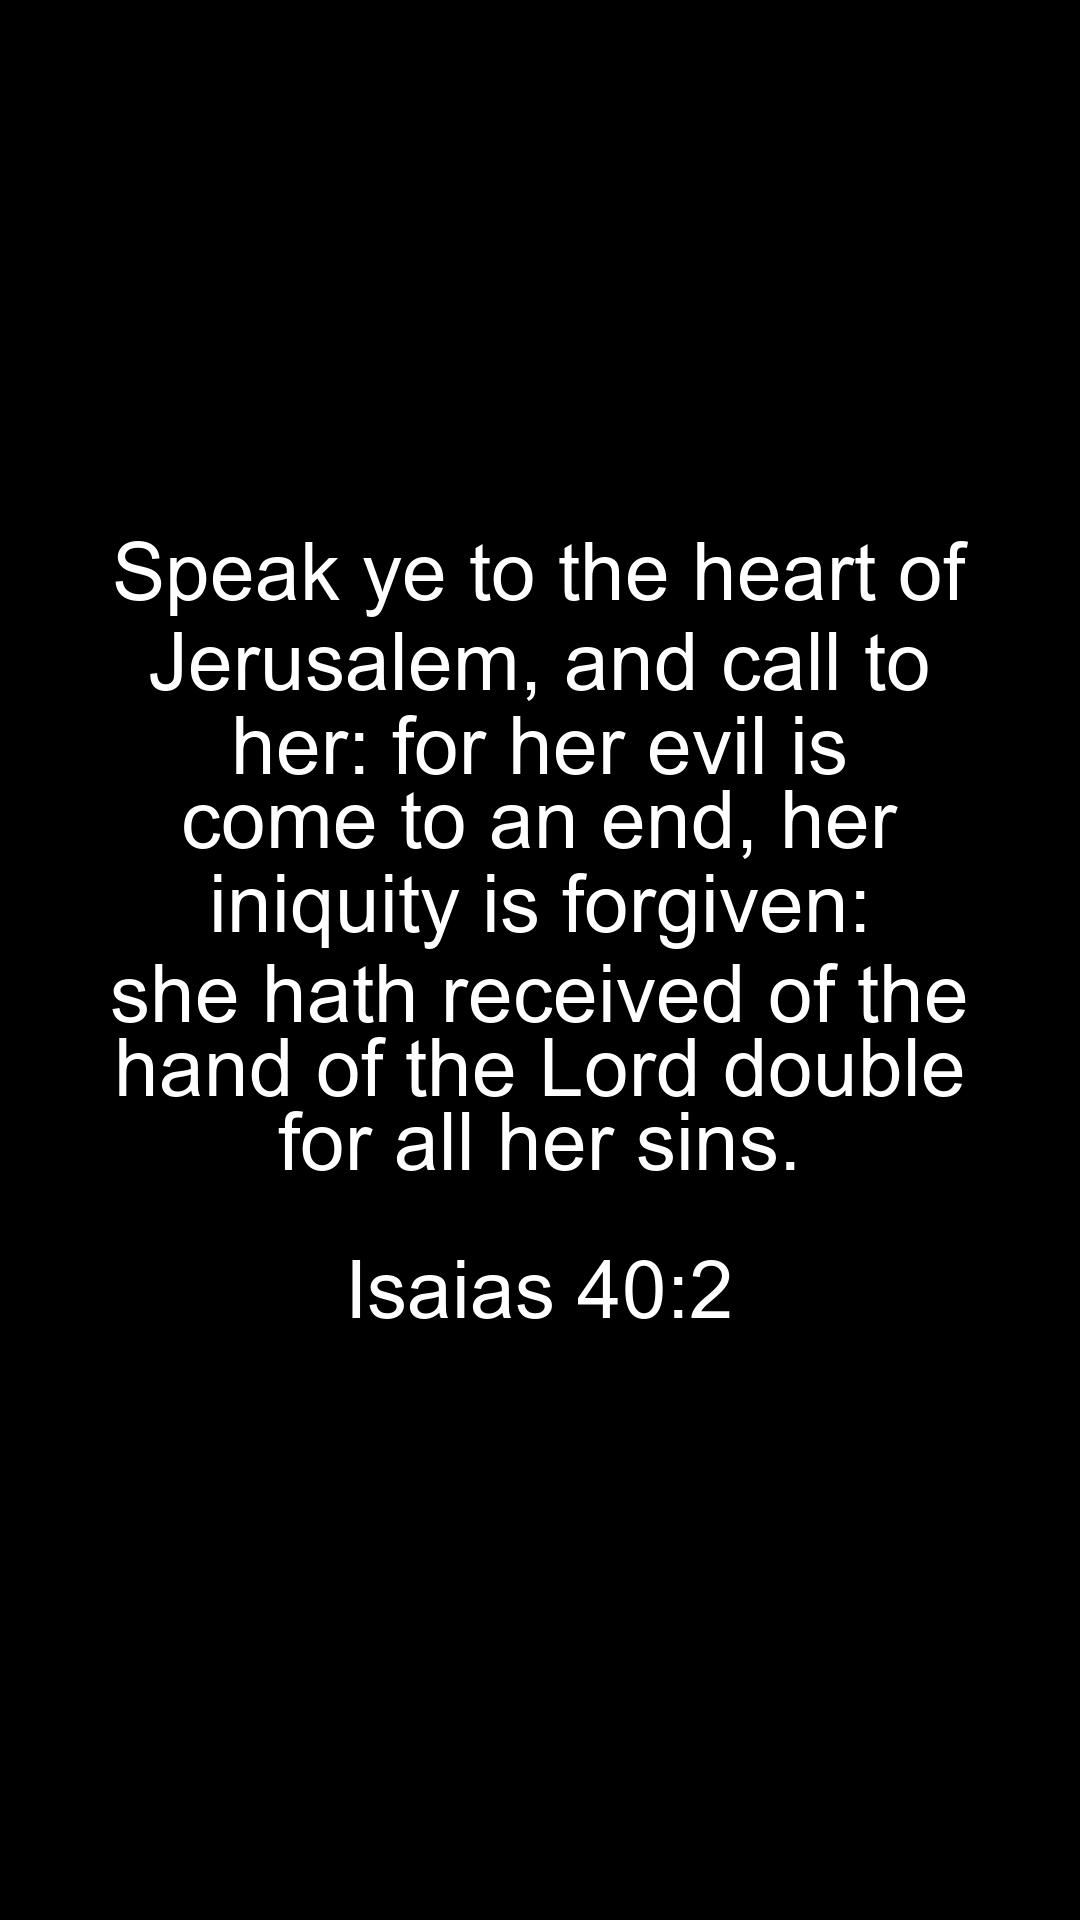 Speak ye to the heart of
Jerusalem, and call to
her: for her evil is
come to an end, her
iniquity is forgiven:
she hath received of the
hand of the Lord double
for all her sins.
Isaias 40:2